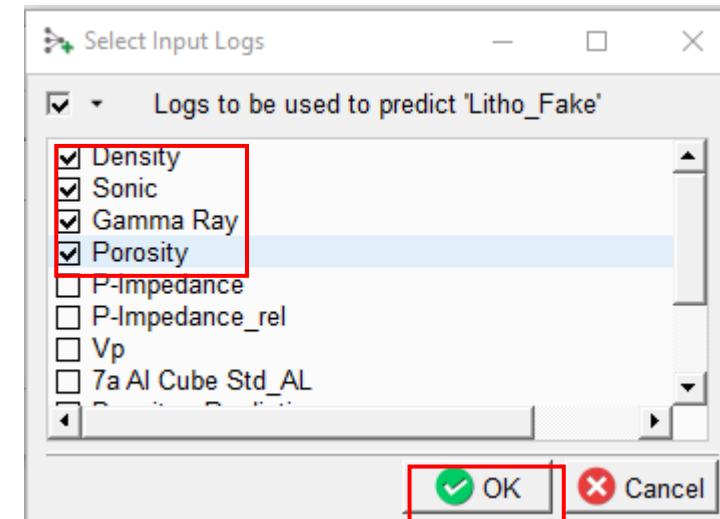 Select Input Logs
Logs to be used to predict 'Litho_Fake'
Density
Sonic
Gamma Ray
Porosity
P-Impedance
P-Impedance_rel
Vp
7a AI Cube Std_AL
OK Cancel